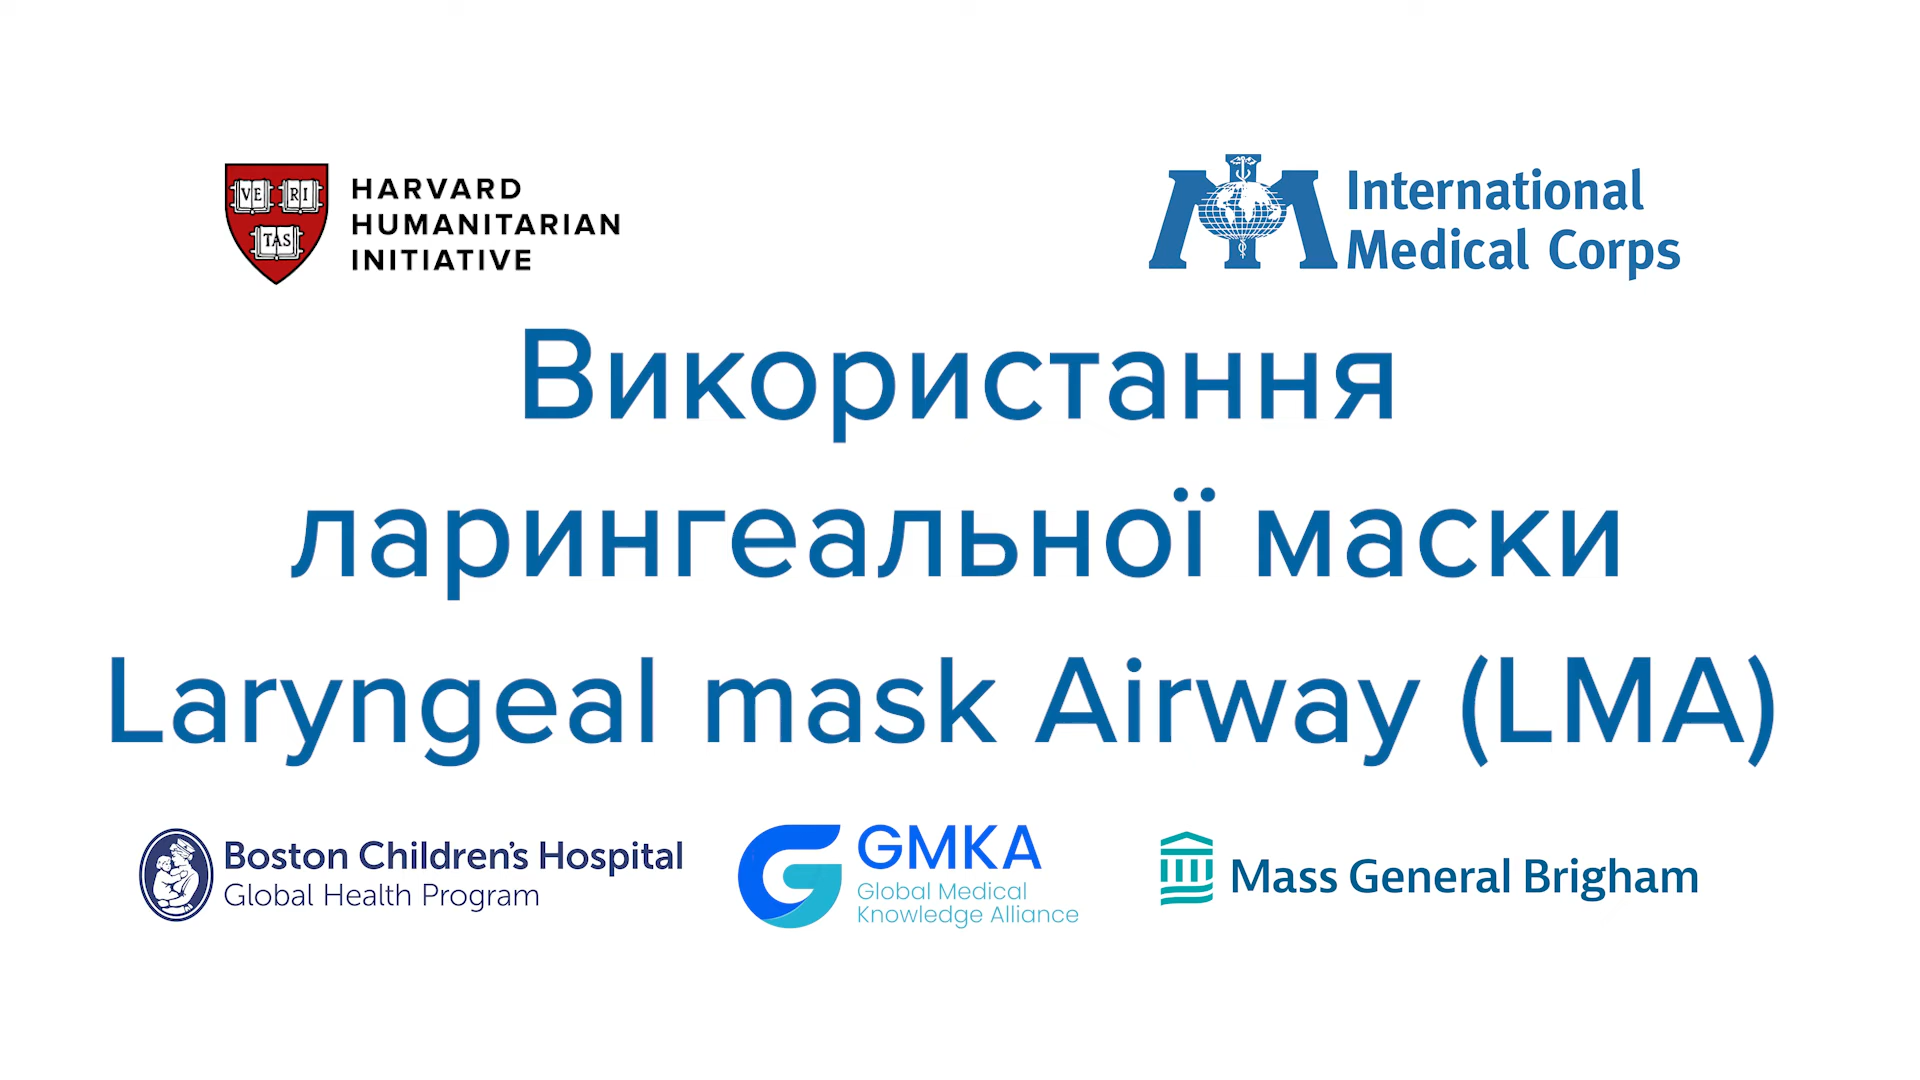 VE RI
TAS
HARVARD
HUMANITARIAN
INITIATIVE
International
Medical Corps
Використання
ларингеальної маски
Laryngeal mask Airway (LMA)
Boston Children's Hospital
Global Health Program
GMKA
Global Medical
Knowledge Alliance
Mass General Brigham